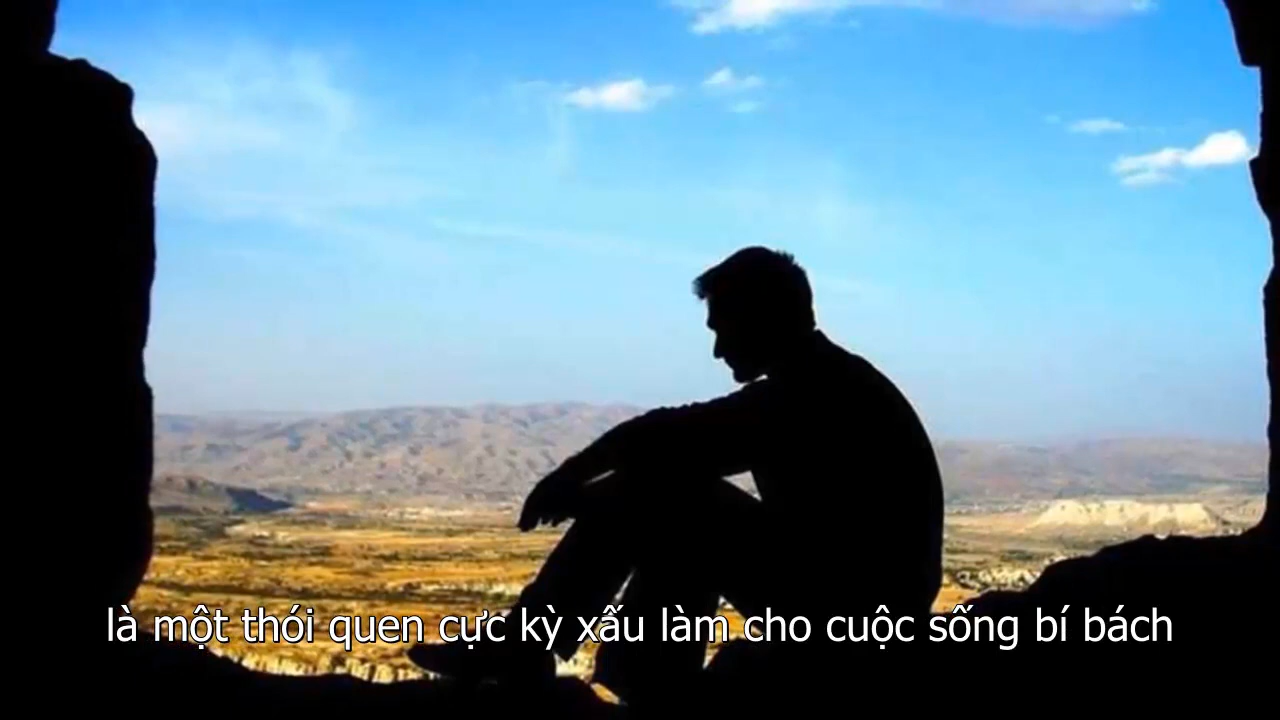 là một thói quen cực kỳ xấu làm cho cuộc sống bí bách